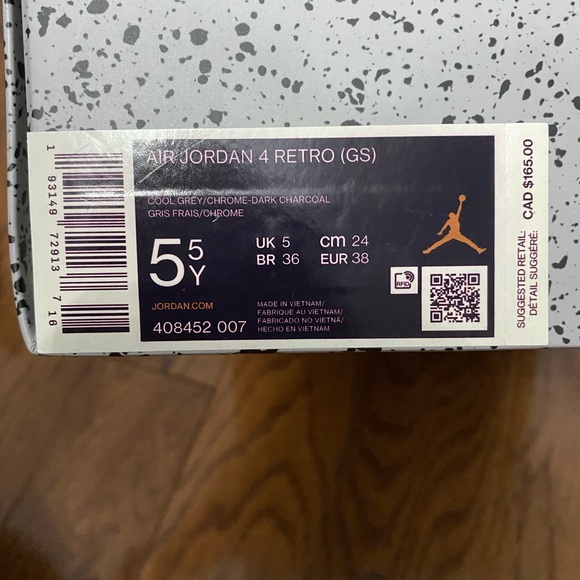 AIR JORDAN 4 RETRO (GS)
COOL GREY/CHROME-DARK CHARCOAL
GRIS FRAIS/CHROME
5 5Y
UK 5 cm 24
BR 36 EUR 38
JORDAN.COM
408452 007
MADE IN VIETNAM/
FABRIQUE AU VIETNAM/
FABRICADO NO VIETNÃ/
HECHO EN VIETNAM
RFID
1 93149 72913 7 16
SUGGESTED RETAIL:
DÉTAIL SUGGÉRÉ:
CAD $165.00